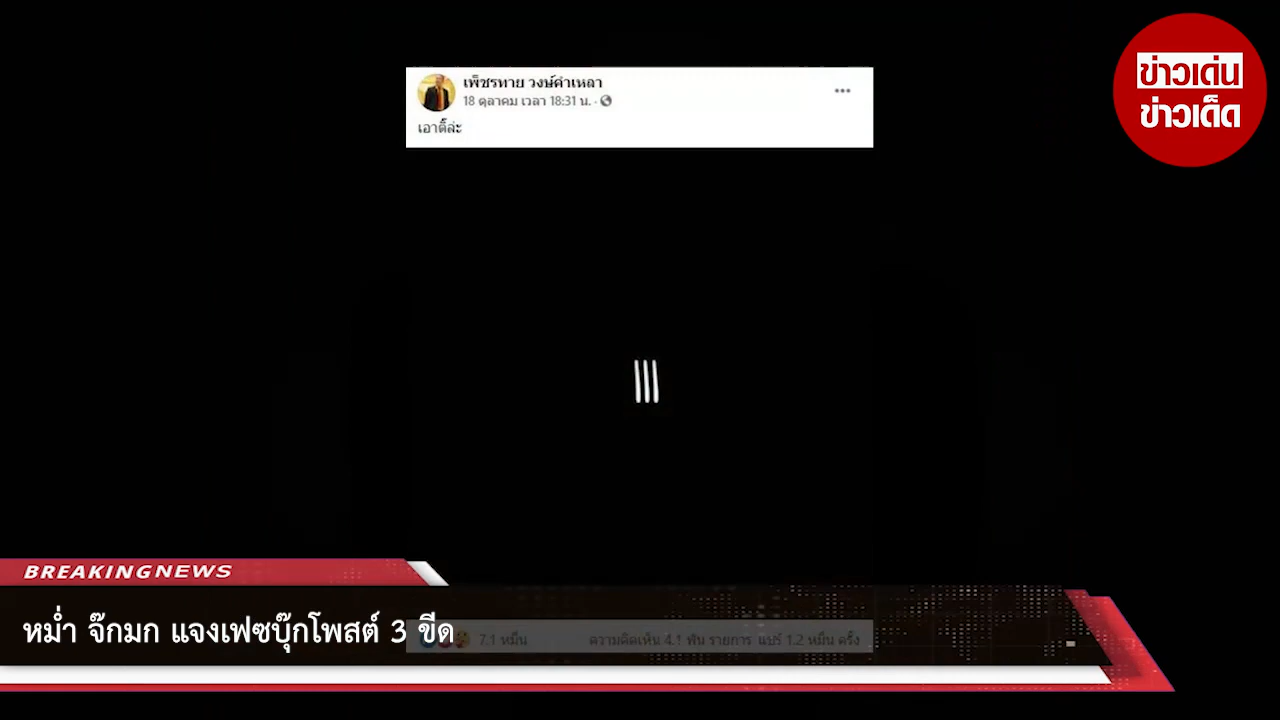 ข่าวเด่น
ข่าวเด็ด
เพ็ชรทาย วงษ์คำเหลา
18 ตุลาคม เวลา 18:31 น.
เอาติ๊ล่ะ
BREAKING NEWS
หม่ำ จ๊กมก แจงเฟซบุ๊กโพสต์ 3 ขีด
7.1 หมื่น ความคิดเห็น 4.1 พัน รายการ แชร์ 1.2 หมื่น ครั้ง